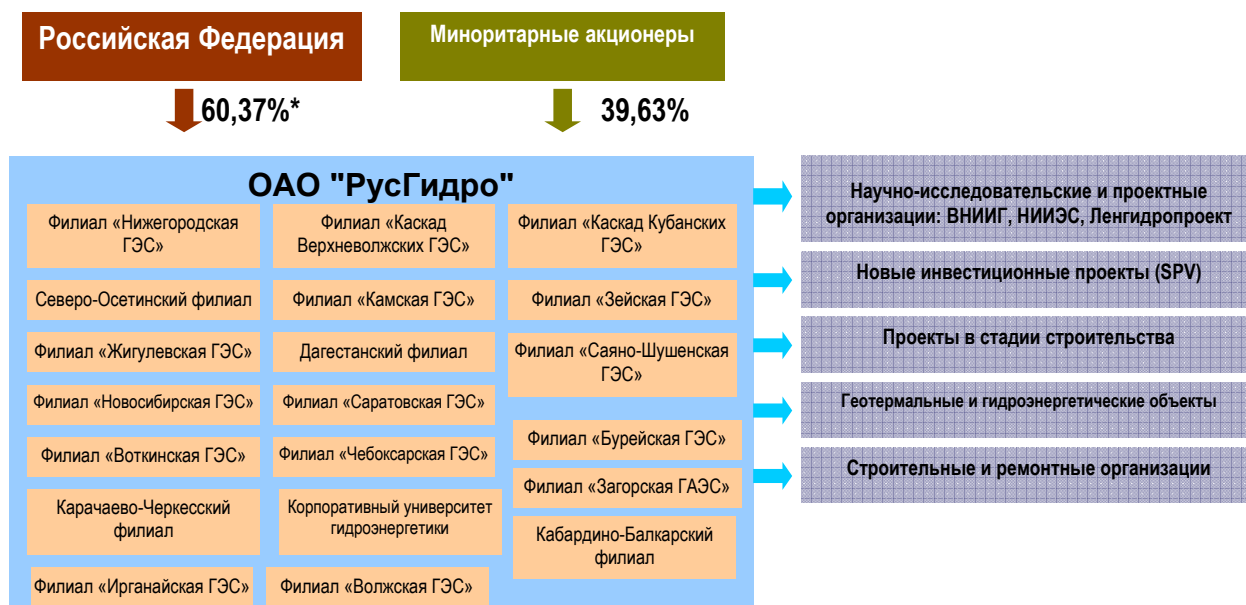 Российская Федерация
Миноритарные акционеры
60,37%*
39,63%
ОАО "РусГидро"
Филиал «Нижегородская
ГЭС»
Филиал «Каскад
Верхневолжских ГЭС»
Филиал «Каскад Кубанских
ГЭС»
Северо-Осетинский филиал
Филиал «Камская ГЭС»
Филиал «Зейская ГЭС»
Филиал «Жигулевская ГЭС»
Дагестанский филиал
Филиал «Саяно-Шушенская
ГЭС»
Филиал «Новосибирская ГЭС»
Филиал «Саратовская ГЭС»
Филиал «Бурейская ГЭС»
Филиал «Воткинская ГЭС»
Филиал «Чебоксарская ГЭС»
Филиал «Загорская ГАЭС»
Карачаево-Черкесский
филиал
Корпоративный университет
гидроэнергетики
Кабардино-Балкарский
филиал
Филиал «Ирганайская ГЭС»
Филиал «Волжская ГЭС»
Научно-исследовательские и проектные
организации: ВНИИГ, НИИЭС, Ленгидропроект
Новые инвестиционные проекты (SPV)
Проекты в стадии строительства
Геотермальные и гидроэнергетические объекты
Строительные и ремонтные организации